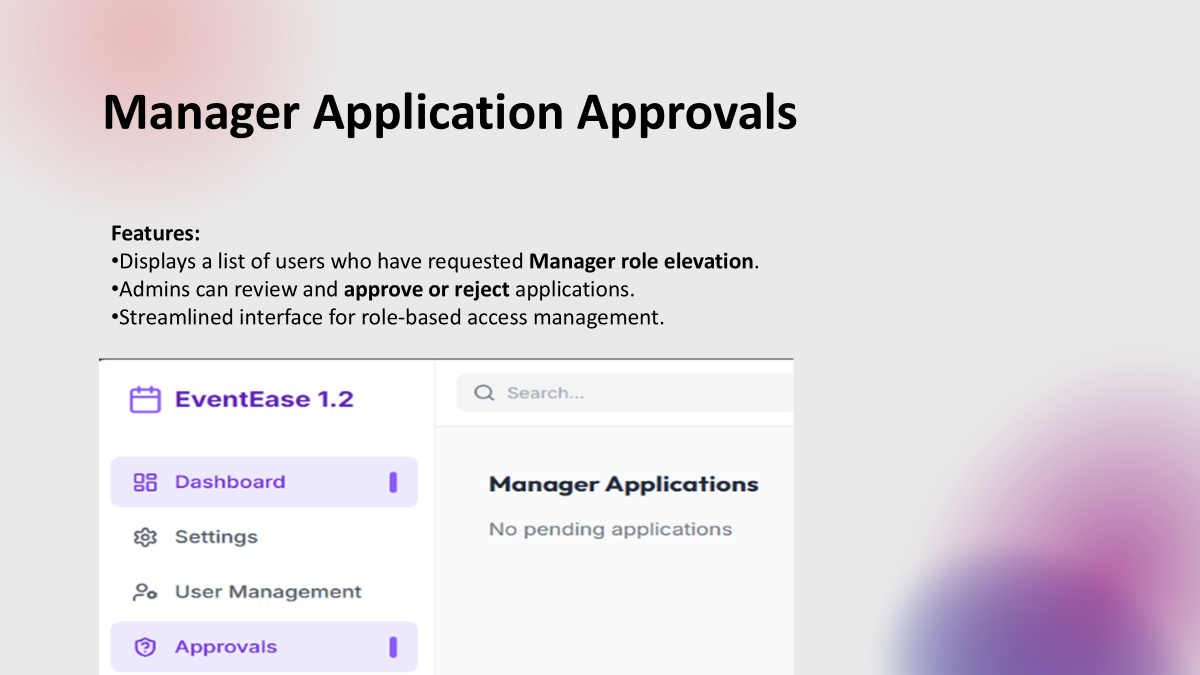 Manager Application Approvals
Features:
•Displays a list of users who have requested Manager role elevation.
•Admins can review and approve or reject applications.
•Streamlined interface for role-based access management.
EventEase 1.2
Search...
Dashboard
Manager Applications
No pending applications
Settings
User Management
Approvals